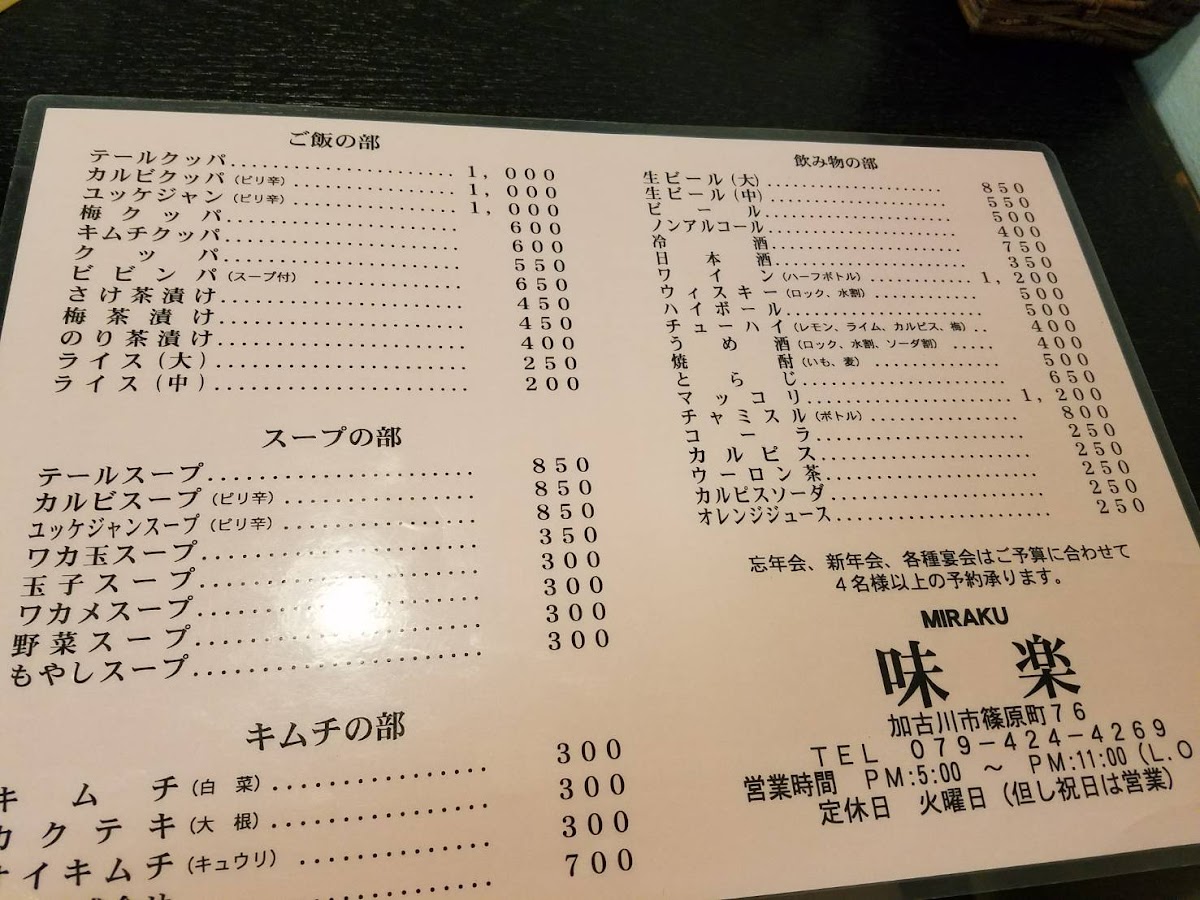 ご飯の部
テールクッパ 1,000
カルビクッパ(ピリ辛) 1,000
ユッケジャン(ピリ辛) 1,000
梅クッパ 600
キムチクッパ 600
クッパ 550
ビビンパ(スープ付) 650
さけ茶漬け 450
梅茶漬け 450
のり茶漬け 400
ライス(大) 250
ライス(中) 200
スープの部
テールスープ 850
カルビスープ(ピリ辛) 850
ユッケジャンスープ(ピリ辛) 850
ワカ玉スープ 350
玉子スープ 300
ワカメスープ 300
野菜スープ 300
もやしスープ 300
キムチの部
キムチ(白菜) 300
カクテキ(大根) 300
イキムチ(キュウリ) 300
700
飲み物の部
生ビール(大) 850
生ビール(中) 550
ビール 500
ノンアルコール 400
冷酒 750
日本酒 350
ワイン(ハーフボトル) 1,200
ウィスキー(ロック、水割) 500
ハイボール 500
チューハイ(レモン、ライム、カルピス、梅) 400
うめ酒(ロック、水割、ソーダ割) 400
焼酎(いも、麦) 500
とらじ 650
マッコリ 1,200
チャミスル(ボトル) 800
コーラ 250
カルピス 250
ウーロン茶 250
カルピスソーダ 250
オレンジジュース 250
忘年会、新年会、各種宴会はご予算に合わせて
4名様以上の予約承ります。
MIRAKU
味楽
加古川市篠原町76
TEL 079-424-4269
営業時間 PM:5:00 ~ PM:11:00 (L.O
定休日 火曜日(但し祝日は営業)